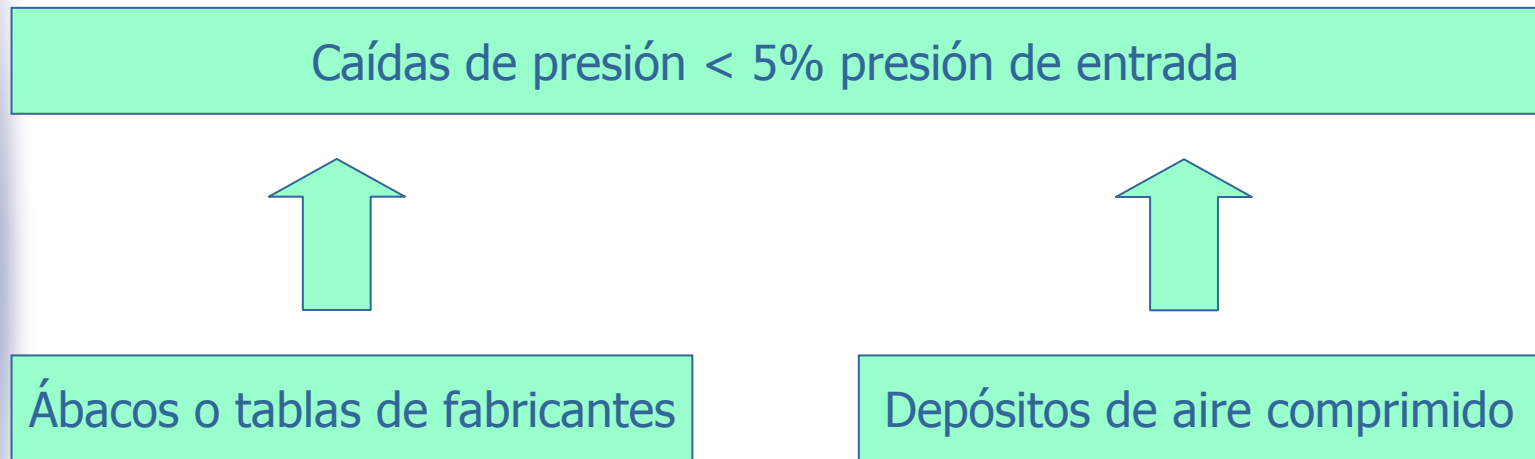 Caídas de presión < 5% presión de entrada
Ábacos o tablas de fabricantes
Depósitos de aire comprimido